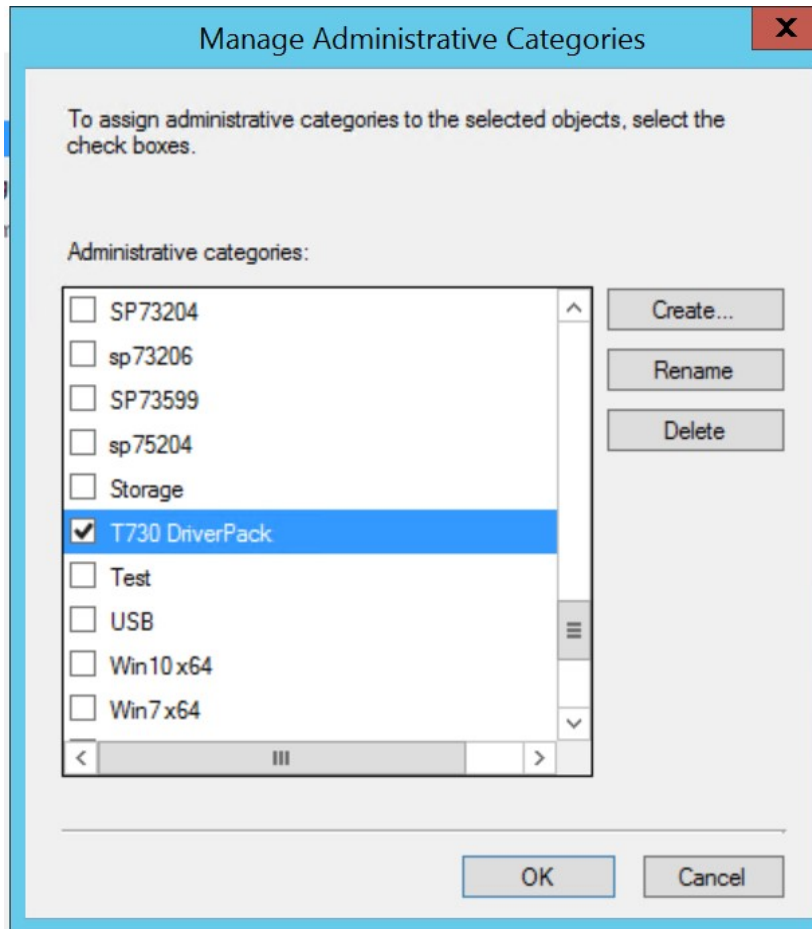 Manage Administrative Categories
X
To assign administrative categories to the selected objects, select the
check boxes.
Administrative categories:
SP73204
sp73206
SP73599
sp75204
Storage
T730 DriverPack
Test
USB
Win10 x64
Win7 x64
Create...
Rename
Delete
OK
Cancel